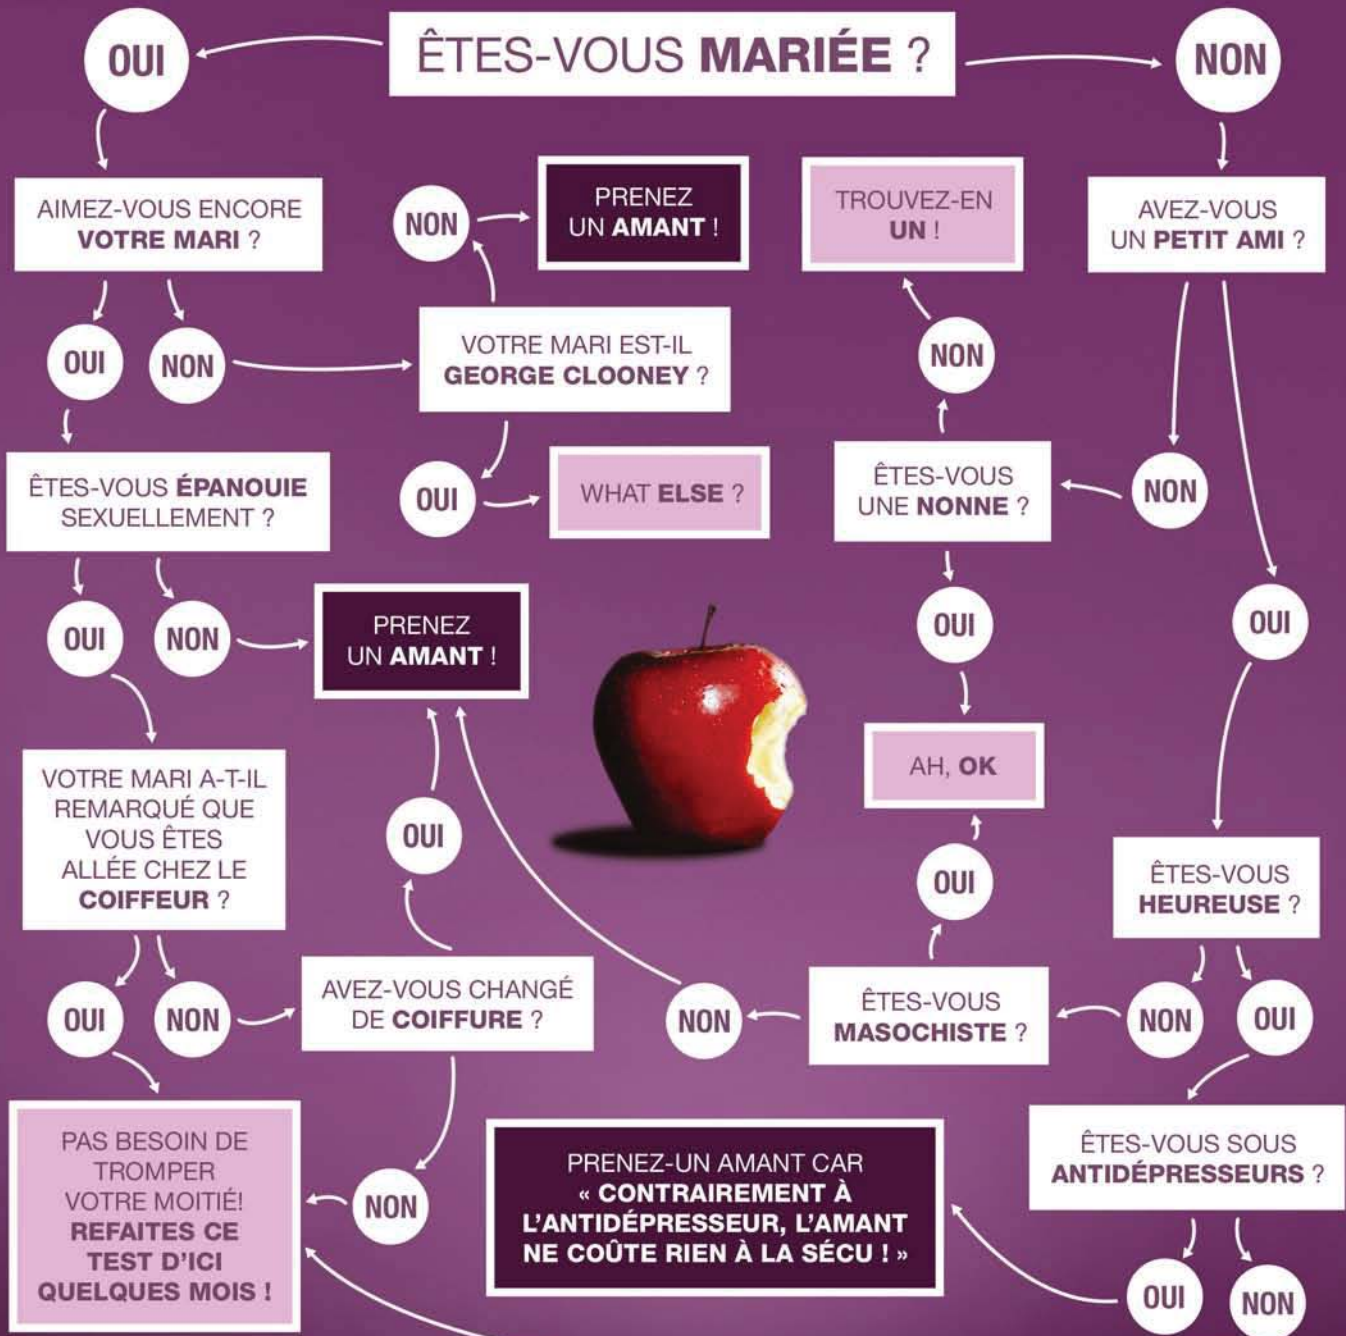 ÊTES-VOUS MARIÉE ?
OUI
NON
AIMEZ-VOUS ENCORE
VOTRE MARI ?
NON
PRENEZ
UN AMANT !
TROUVEZ-EN
UN !
AVEZ-VOUS
UN PETIT AMI ?
OUI
NON
VOTRE MARI EST-IL
GEORGE CLOONEY ?
NON
ÊTES-VOUS ÉPANOUIE
SEXUELLEMENT ?
OUI
WHAT ELSE ?
ÊTES-VOUS
UNE NONNE ?
NON
OUI
NON
PRENEZ
UN AMANT !
OUI
OUI
VOTRE MARI A-T-IL
REMARQUÉ QUE
VOUS ÊTES
ALLÉE CHEZ LE
COIFFEUR ?
OUI
AH, OK
OUI
ÊTES-VOUS
HEUREUSE ?
OUI
NON
AVEZ-VOUS CHANGÉ
DE COIFFURE ?
NON
ÊTES-VOUS
MASOCHISTE ?
NON
OUI
PAS BESOIN DE
TROMPER
VOTRE MOITIÉ!
REFAITES CE
TEST D'ICI
QUELQUES MOIS !
NON
PRENEZ-UN AMANT CAR
« CONTRAIREMENT À
L'ANTIDÉPRESSEUR, L'AMANT
NE COÛTE RIEN À LA SÉCU ! »
ÊTES-VOUS SOUS
ANTIDÉPRESSEURS ?
OUI
NON